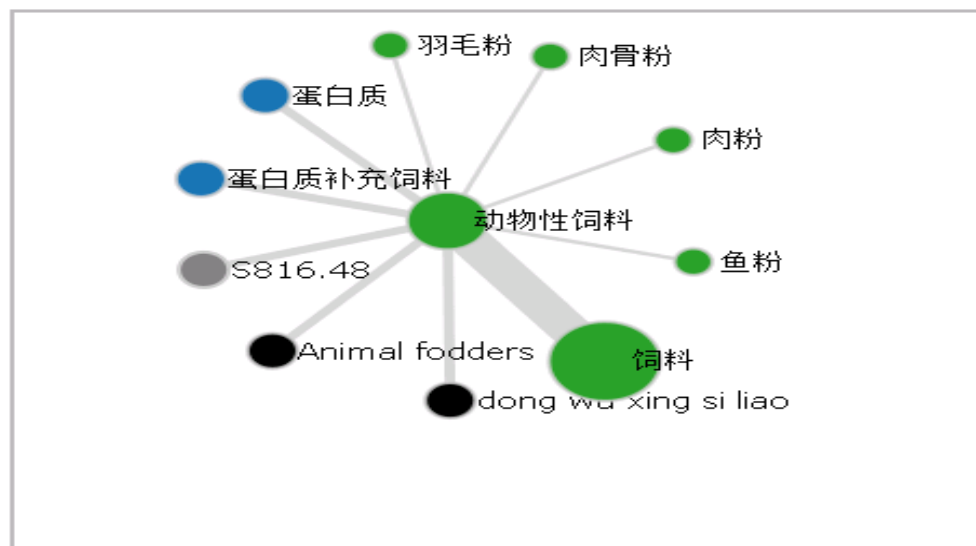 羽毛粉
肉骨粉
蛋白质
肉粉
蛋白质补充饲料
动物性饲料
S816.48
鱼粉
Animal fodders
饲料
dong wu xing si liao